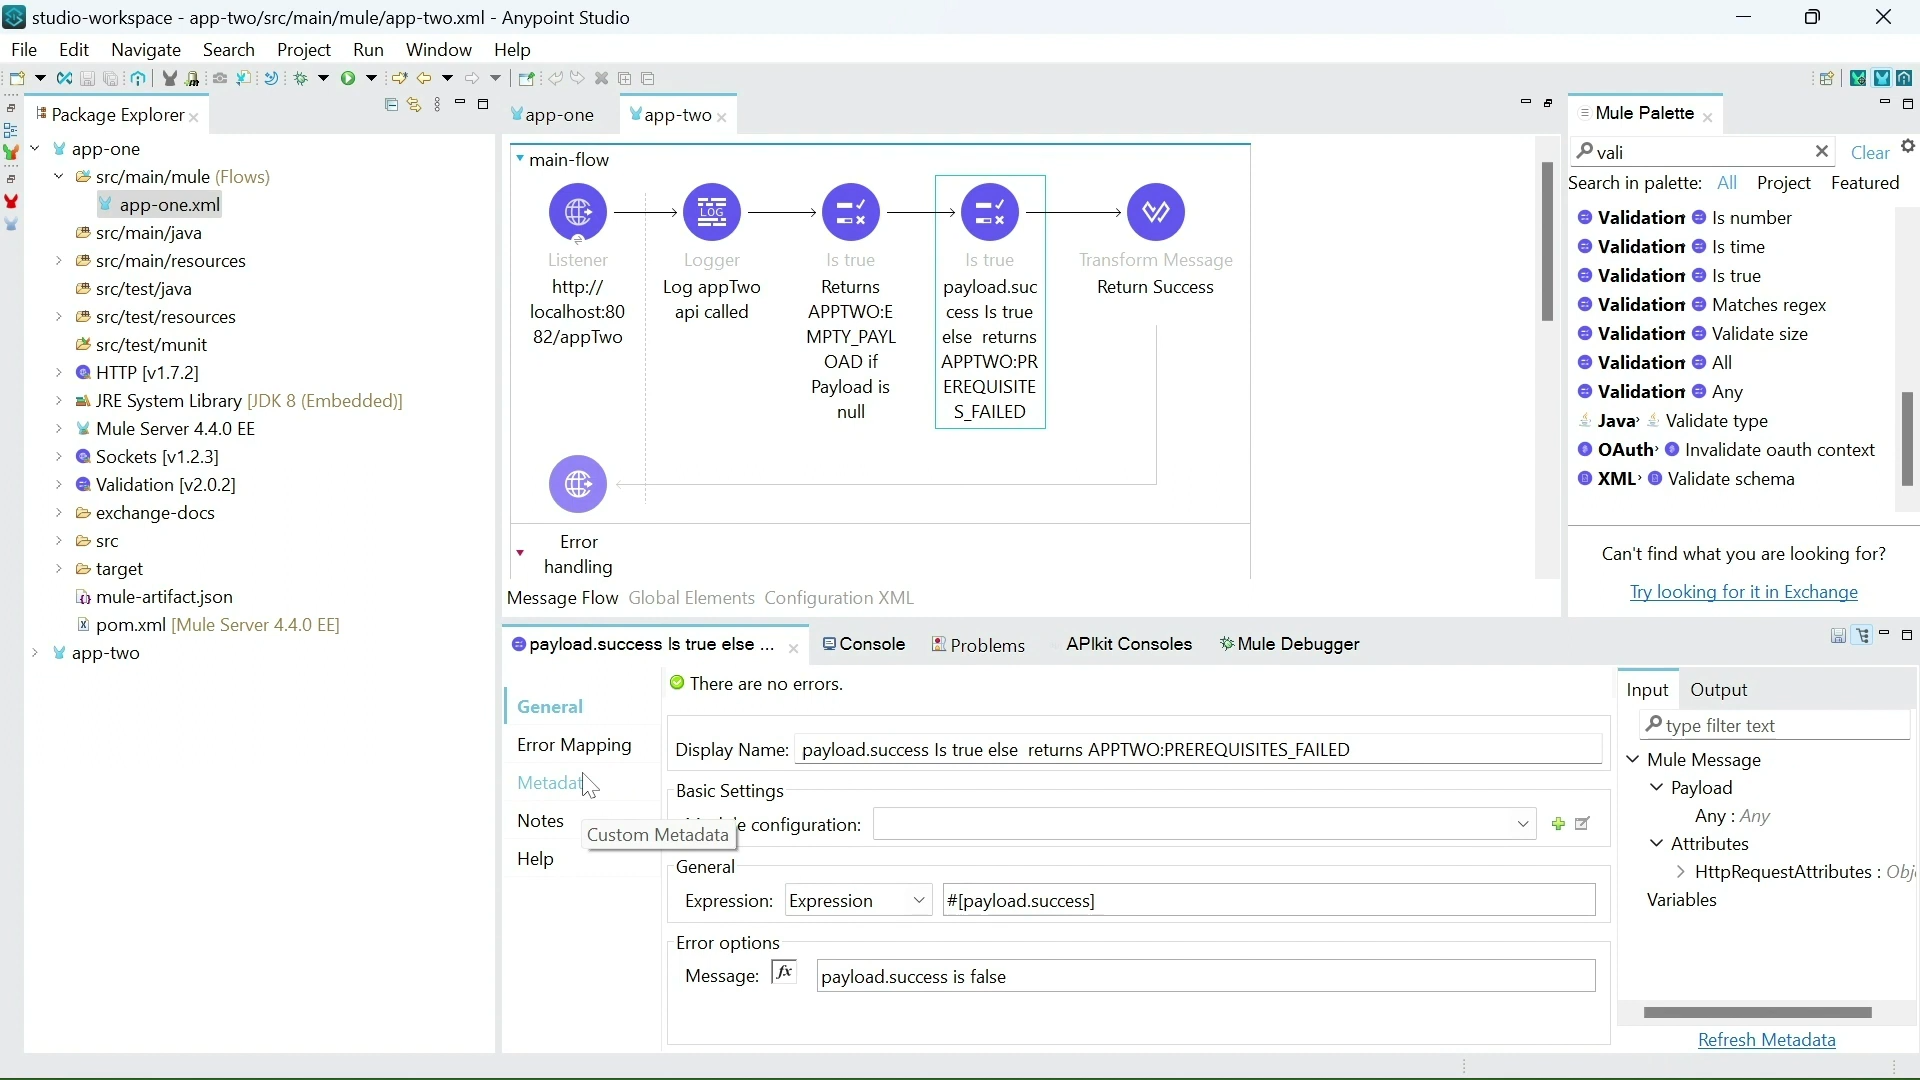 studio-workspace - app-two/src/main/mule/app-two.xml - Anypoint Studio
File Edit Navigate Search Project Run Window Help
Package Explorer
app-one
src/main/mule (Flows)
app-one.xml
src/main/java
src/main/resources
src/test/java
src/test/resources
src/test/munit
HTTP [v1.7.2]
JRE System Library [JDK 8 (Embedded)]
Mule Server 4.4.0 EE
Sockets [v1.2.3]
Validation [v2.0.2]
exchange-docs
src
target
mule-artifact.json
pom.xml [Mule Server 4.4.0 EE]
app-two
app-one
app-two
main-flow
LOG
Listener
http://
localhost:80
82/appTwo
Logger
Log appTwo
api called
Is true
Returns
APPTWO:E
MPTY_PAYL
OAD if
Payload is
null
Is true
payload.suc
cess Is true
else returns
APPTWO:PR
EREQUISITE
S_FAILED
Transform Message
Return Success
Error
handling
Message Flow Global Elements Configuration XML
Mule Palette
vali
Clear
Search in palette: All Project Featured
Validation Is number
Validation Is time
Validation Is true
Validation Matches regex
Validation Validate size
Validation All
Validation Any
Java Validate type
OAuth Invalidate oauth context
XML Validate schema
Can't find what you are looking for?
Try looking for it in Exchange
payload.success Is true else ...
Console
Problems
APIkit Consoles
Mule Debugger
General
Error Mapping
Metadat
Notes
Help
Custom Metadata
There are no errors.
Display Name: payload.success Is true else returns APPTWO:PREREQUISITES_FAILED
Basic Settings
configuration:
General
Expression: Expression #[payload.success]
Error options
Message: fx payload.success is false
Input Output
type filter text
Mule Message
Payload
Any : Any
Attributes
HttpRequestAttributes : Obj
Variables
Refresh Metadata